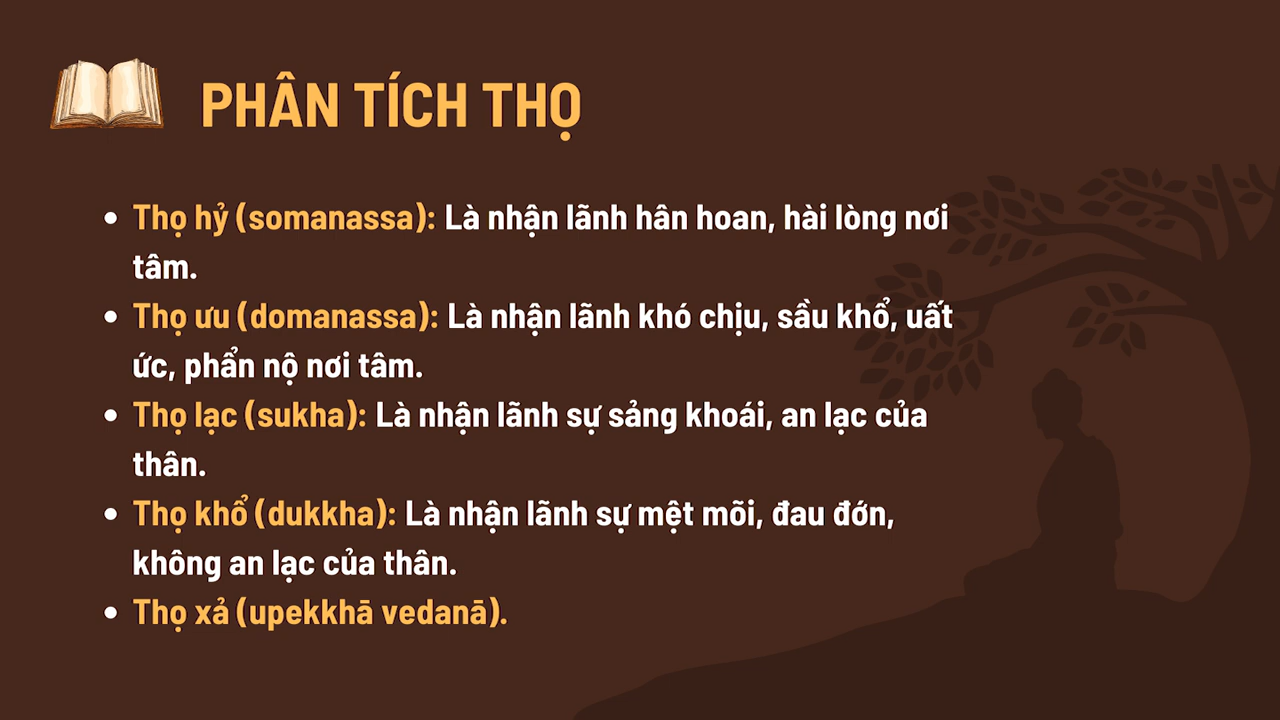 PHÂN TÍCH THỌ
• Thọ hỷ (somanassa): Là nhận lãnh hân hoan, hài lòng nơi
tâm.
• Thọ ưu (domanassa): Là nhận lãnh khó chịu, sầu khổ, uất
ức, phẩn nộ nơi tâm.
• Thọ lạc (sukha): Là nhận lãnh sự sảng khoái, an lạc của
thân.
• Thọ khổ (dukkha): Là nhận lãnh sự mệt mõi, đau đớn,
không an lạc của thân.
• Thọ xả (upekkhā vedanā).